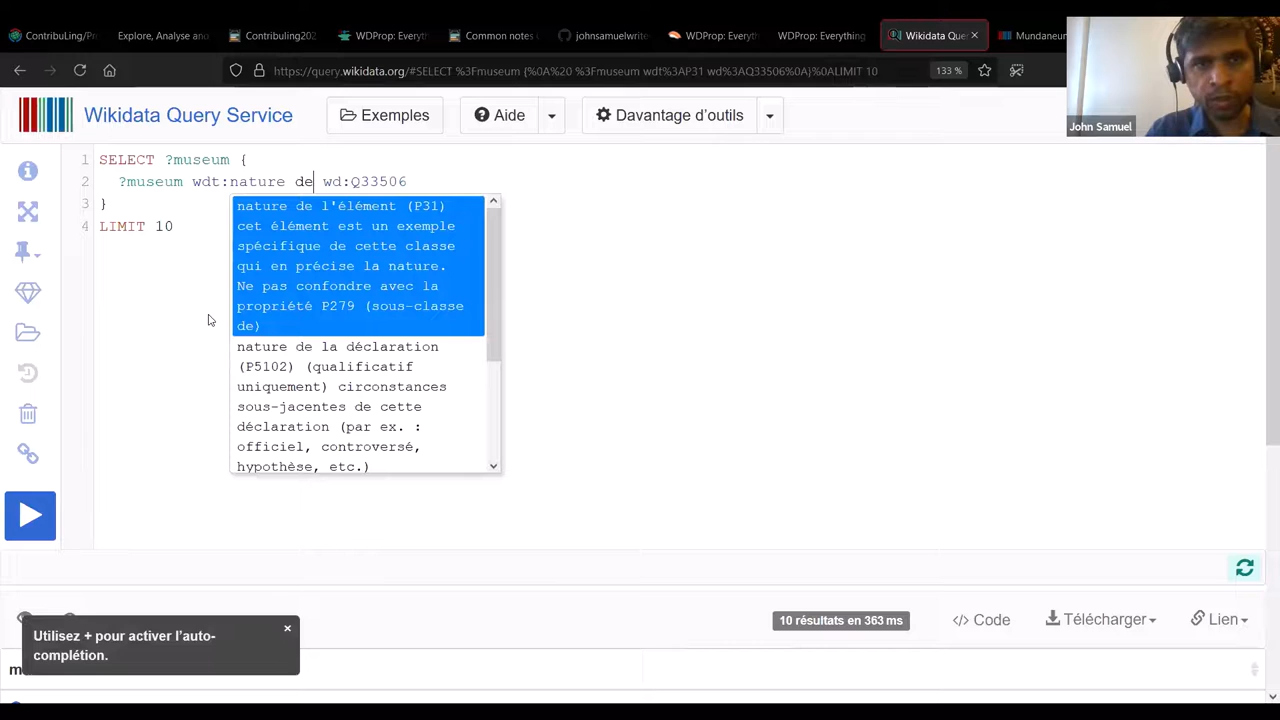 ContribuLing/Pr
Explore, Analyse and
Contribuling202
WDProp: Everyt
Common notes
johnsamuelwrite
WDProp: Everyt
WDProp: Everything
Wikidata Que
Mundaneum
https://query.wikidata.org/#SELECT %3Fmuseum {%0A%20 %3Fmuseum wdt%3AP31 wd%3AQ33506%0A}%0ALIMIT 10
133 %
John Samuel
Wikidata Query Service
Exemples
Aide
Davantage d'outils
1 SELECT ?museum {
2 ?museum wdt:nature de wd:Q33506
3 }
4 LIMIT 10
nature de l'élément (P31)
cet élément est un exemple
spécifique de cette classe
qui en précise la nature.
Ne pas confondre avec la
propriété P279 (sous-classe
de)
nature de la déclaration
(P5102) (qualificatif
uniquement) circonstances
sous-jacentes de cette
déclaration (par ex. :
officiel, controversé,
hypothèse, etc.)
10 résultats en 363 ms
</> Code
Télécharger
Lien
Utilisez + pour activer l'auto-
complétion.